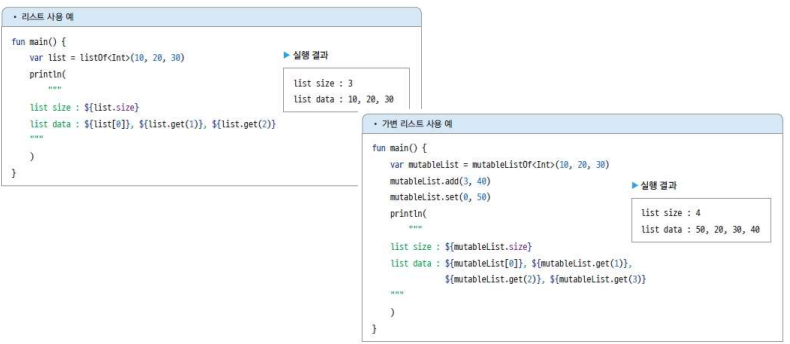 • 리스트 사용 예
fun main() {
var list = listOf<Int>(10, 20, 30)
println(
"""
list size : ${list.size}
list data : ${list[0]}, ${list.get(1)}, ${list.get(2)}
"""
)
}
▶ 실행 결과
list size : 3
list data : 10, 20, 30
• 가변 리스트 사용 예
fun main() {
var mutableList = mutableListOf<Int>(10, 20, 30)
mutableList.add(3, 40)
mutableList.set(0, 50)
println(
"""
list size : ${mutableList.size}
list data : ${mutableList[0]}, ${mutableList.get(1)},
${mutableList.get(2)}, ${mutableList.get(3)}
"""
)
}
▶ 실행 결과
list size : 4
list data : 50, 20, 30, 40